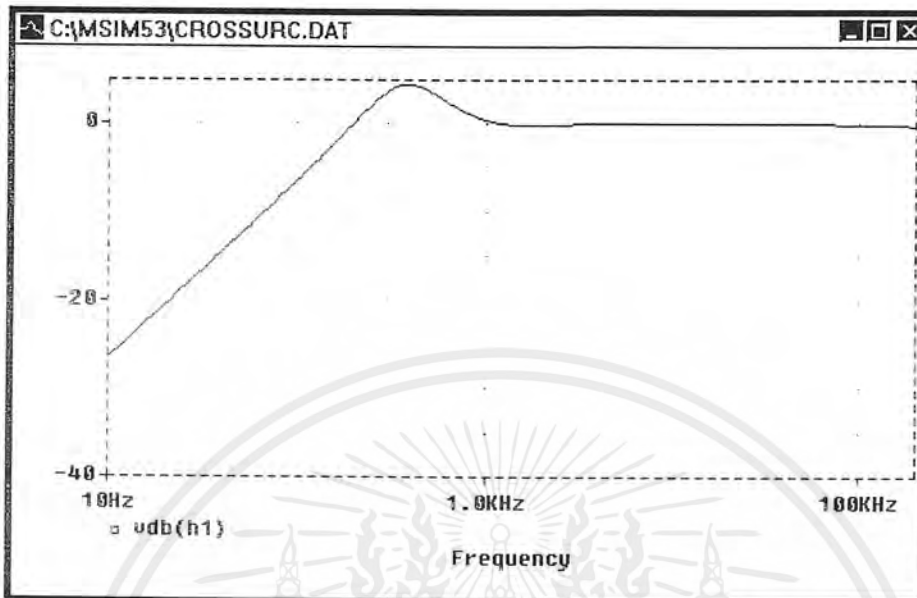 C:\MSIM53\CROSSURC.DAT
0
-20
-40
10Hz 1.0KHz 100KHz
▫ vdb(h1)
Frequency